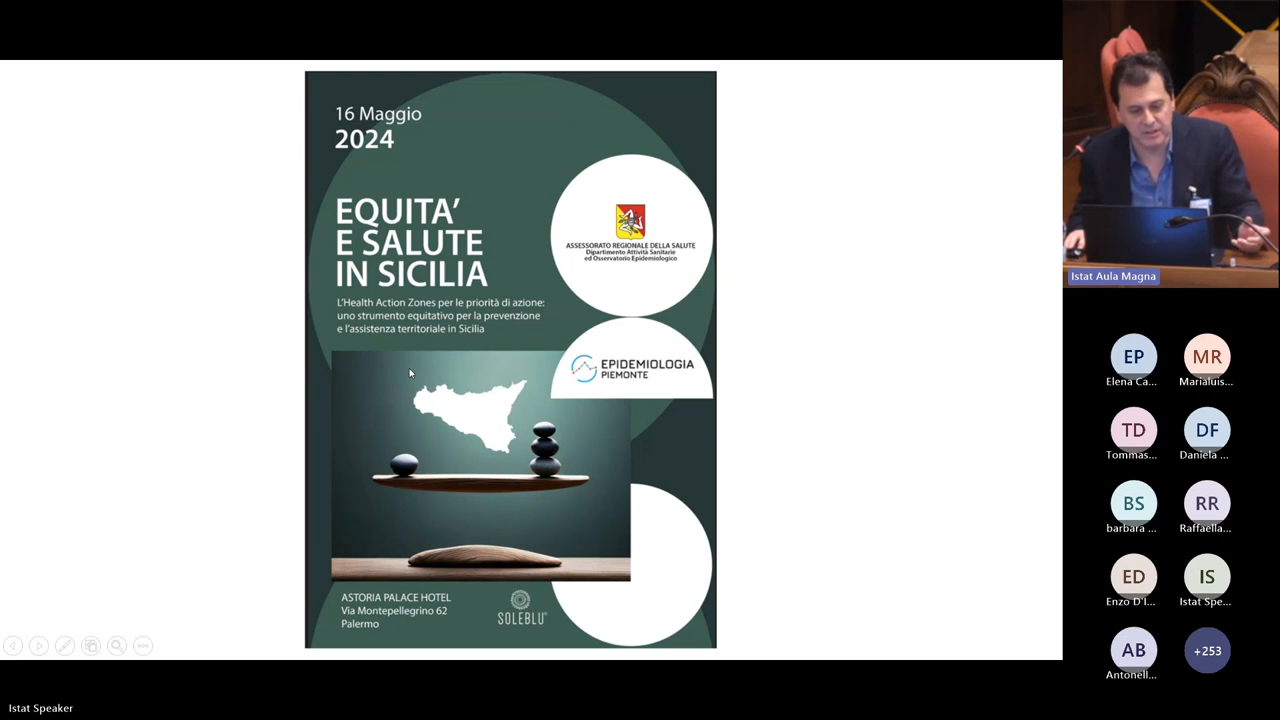 16 Maggio
2024
EQUITA’
E SALUTE
IN SICILIA
L’Health Action Zones per le priorità di azione:
uno strumento equitativo per la prevenzione
e l’assistenza territoriale in Sicilia
ASSESSORATO REGIONALE DELLA SALUTE
Dipartimento Attività Sanitarie
ed Osservatorio Epidemiologico
EPIDEMIOLOGIA
PIEMONTE
ASTORIA PALACE HOTEL
Via Montepellegrino 62
Palermo
SOLEBLU
Istat Aula Magna
EP
Elena Ca...
MR
Marialuis...
TD
Tommas...
DF
Daniela ...
BS
barbara ...
RR
Raffaella...
ED
Enzo D'I...
IS
Istat Spe...
AB
Antonell...
+253
Istat Speaker